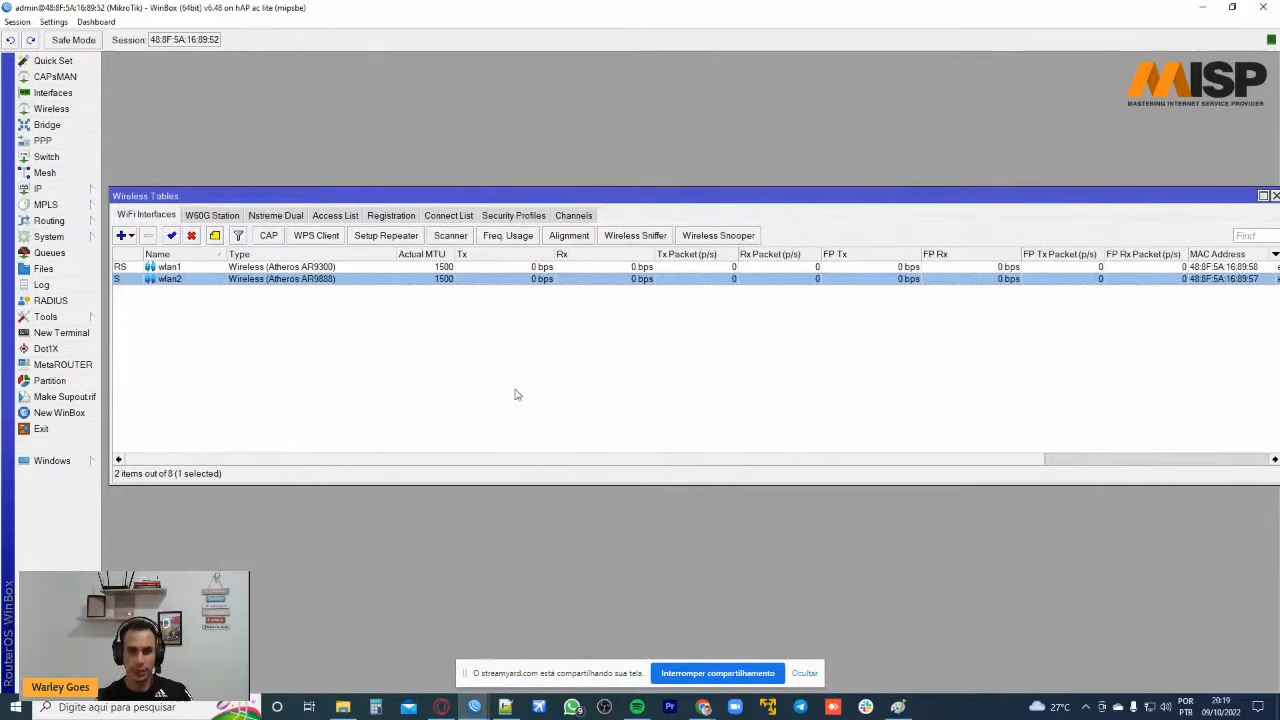 admin@48:8F:5A:16:89:52 (MikroTik) - WinBox (64bit) v6.48 on hAP ac lite (mipsbe)
Session Settings Dashboard
Safe Mode Session: 48:8F:5A:16:89:52
MISP
MASTERING INTERNET SERVICE PROVIDER
Quick Set
CAPsMAN
Interfaces
Wireless
Bridge
PPP
Switch
Mesh
IP
MPLS
Routing
System
Queues
Files
Log
RADIUS
Tools
New Terminal
Dot1X
MetaROUTER
Partition
Make Supout.rif
New WinBox
Exit
Windows
RouterOS WinBox
Wireless Tables
WiFi Interfaces W60G Station Nstreme Dual Access List Registration Connect List Security Profiles Channels
CAP WPS Client Setup Repeater Scanner Freq. Usage Alignment Wireless Sniffer Wireless Snooper Find
Name Type Actual MTU Tx Rx Tx Packet (p/s) Rx Packet (p/s) FP Tx FP Rx FP Tx Packet (p/s) FP Rx Packet (p/s) MAC Address
RS wlan1 Wireless (Atheros AR9300) 1500 0 bps 0 bps 0 0 0 bps 0 bps 0 0 48:8F:5A:16:89:58
S wlan2 Wireless (Atheros AR9888) 1500 0 bps 0 bps 0 0 0 bps 0 bps 0 0 48:8F:5A:16:89:57
2 items out of 8 (1 selected)
Warley Goes
O streamyard.com está compartilhando sua tela. Interromper compartilhamento Ocultar
Digite aqui para pesquisar
27°C
POR
PTB
20:19
09/10/2022